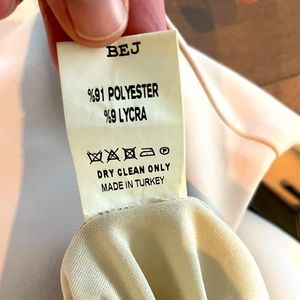 BEJ
%91 POLYESTER
%9 LYCRA
DRY CLEAN ONLY
MADE IN TURKEY